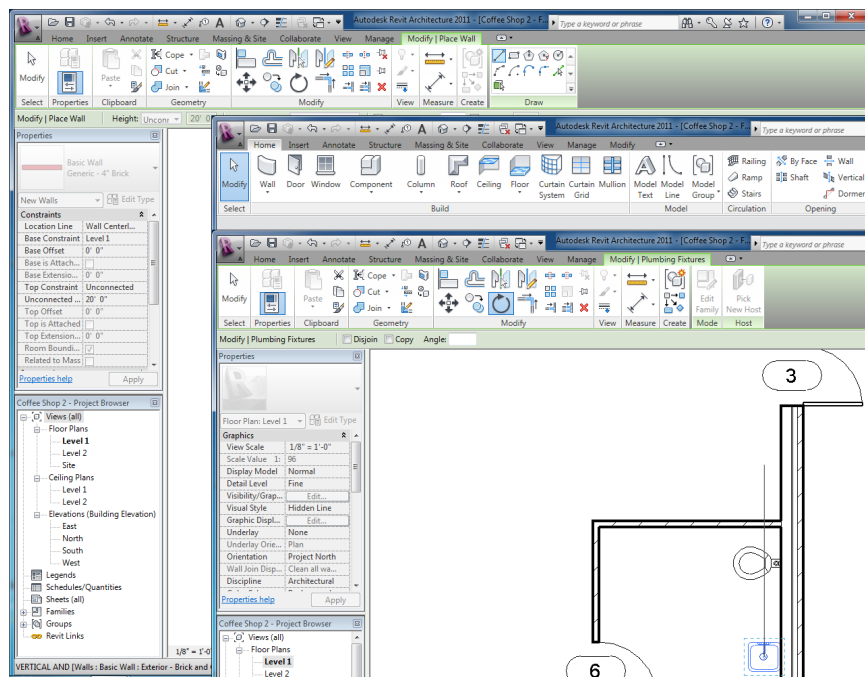 Autodesk Revit Architecture 2011 - [Coffee Shop 2 - F...
Type a keyword or phrase
Home Insert Annotate Structure Massing & Site Collaborate View Manage Modify | Place Wall
Modify Paste Cope Cut Join
Select Properties Clipboard Geometry Modify View Measure Create Draw
Modify | Place Wall Height: Unconr 20' 0"
Properties
Basic Wall
Generic - 4" Brick
New Walls Edit Type
Constraints
Location Line Wall Centerl...
Base Constraint Level 1
Base Offset 0' 0"
Base is Attach...
Base Extensio... 0' 0"
Top Constraint Unconnected
Unconnected ... 20' 0"
Top Offset 0' 0"
Top is Attached
Top Extension... 0' 0"
Room Boundi...
Related to Mass
Properties help Apply
Coffee Shop 2 - Project Browser
Views (all)
Floor Plans
Level 1
Level 2
Site
Ceiling Plans
Level 1
Level 2
Elevations (Building Elevation)
East
North
South
West
Legends
Schedules/Quantities
Sheets (all)
Families
Groups
Revit Links
1/8" = 1'-0"
VERTICAL AND [Walls : Basic Wall : Exterior - Brick and
Autodesk Revit Architecture 2011 - [Coffee Shop 2 - F...
Type a keyword or phrase
Home Insert Annotate Structure Massing & Site Collaborate View Manage Modify
Modify Wall Door Window Component Column Roof Ceiling Floor Curtain System Curtain Grid Mullion Model Text Model Line Model Group
Railing By Face Wall
Ramp Shaft Vertical
Stairs Dormer
Select Build Model Circulation Opening
Autodesk Revit Architecture 2011 - [Coffee Shop 2 - F...
Type a keyword or phrase
Home Insert Annotate Structure Massing & Site Collaborate View Manage Modify | Plumbing Fixtures
Modify Paste Cope Cut Join Edit Family Pick New Host
Select Properties Clipboard Geometry Modify View Measure Create Mode Host
Modify | Plumbing Fixtures Disjoin Copy Angle:
Properties
Floor Plan: Level 1 Edit Type
Graphics
View Scale 1/8" = 1'-0"
Scale Value 1: 96
Display Model Normal
Detail Level Fine
Visibility/Grap... Edit...
Visual Style Hidden Line
Graphic Displ... Edit...
Underlay None
Underlay Orie... Plan
Orientation Project North
Wall Join Disp... Clean all wa...
Discipline Architectural
Properties help Apply
Coffee Shop 2 - Project Browser
Views (all)
Floor Plans
Level 1
Level 2
3
6